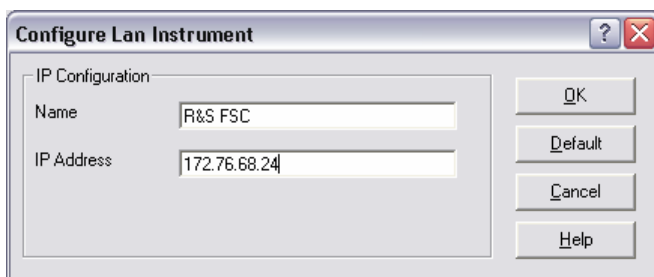 Configure Lan Instrument
?
IP Configuration
Name
R&S FSC
IP Address
172.76.68.24
OK
Default
Cancel
Help